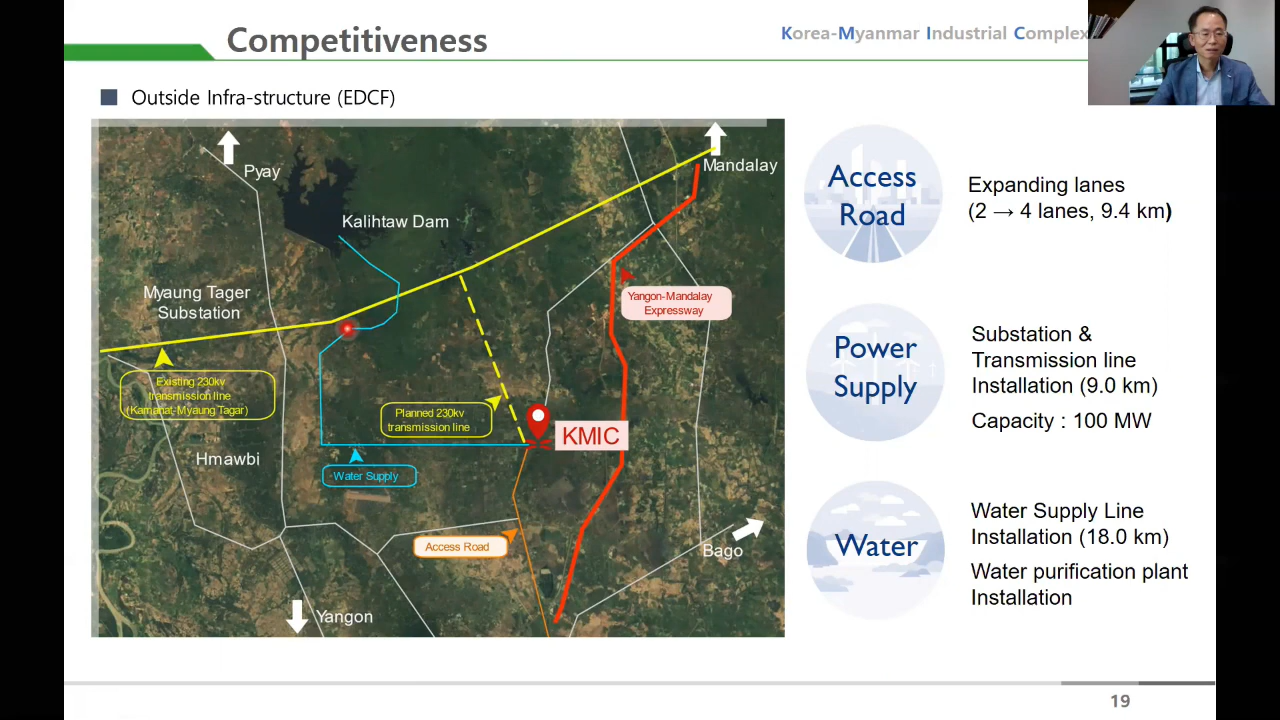 Competitiveness
Korea-Myanmar Industrial Complex
Outside Infra-structure (EDCF)
Pyay
Mandalay
Kalihtaw Dam
Myaung Tager
Substation
Yangon-Mandalay
Expressway
Existing 230kv
transmission line
(Kamanat-Myaung Tagar)
Planned 230kv
transmission line
KMIC
Hmawbi
Water Supply
Access Road
Bago
Yangon
Access
Road
Expanding lanes
(2 → 4 lanes, 9.4 km)
Power
Supply
Substation &
Transmission line
Installation (9.0 km)
Capacity : 100 MW
Water
Water Supply Line
Installation (18.0 km)
Water purification plant
Installation
19